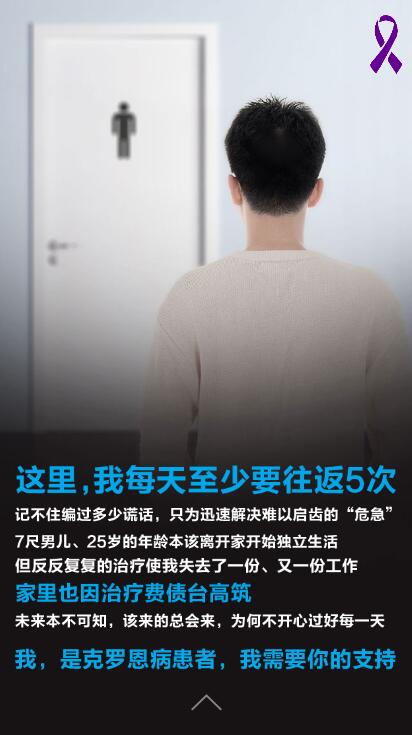 这里,我每天至少要往返5次
记不住编过多少谎话，只为迅速解决难以启齿的“危急”
7尺男儿、25岁的年龄本该离开家开始独立生活
但反反复复的治疗使我失去了一份、又一份工作
家里也因治疗费债台高筑
未来本不可知，该来的总会来，为何不开心过好每一天
我，是克罗恩病患者，我需要你的支持